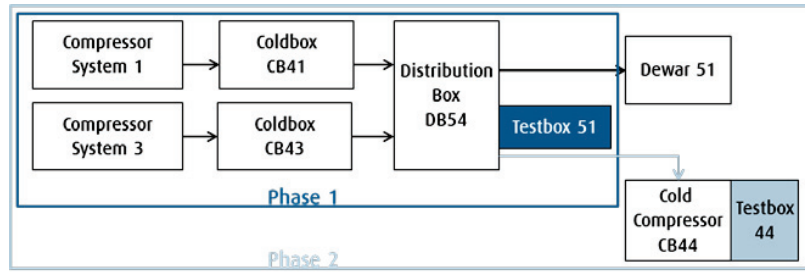 Compressor
System 1
Coldbox
CB41
Distribution
Box
DB54
Dewar 51
Testbox 51
Compressor
System 3
Coldbox
CB43
Phase 1
Cold
Compressor
CB44
Testbox
44
Phase 2